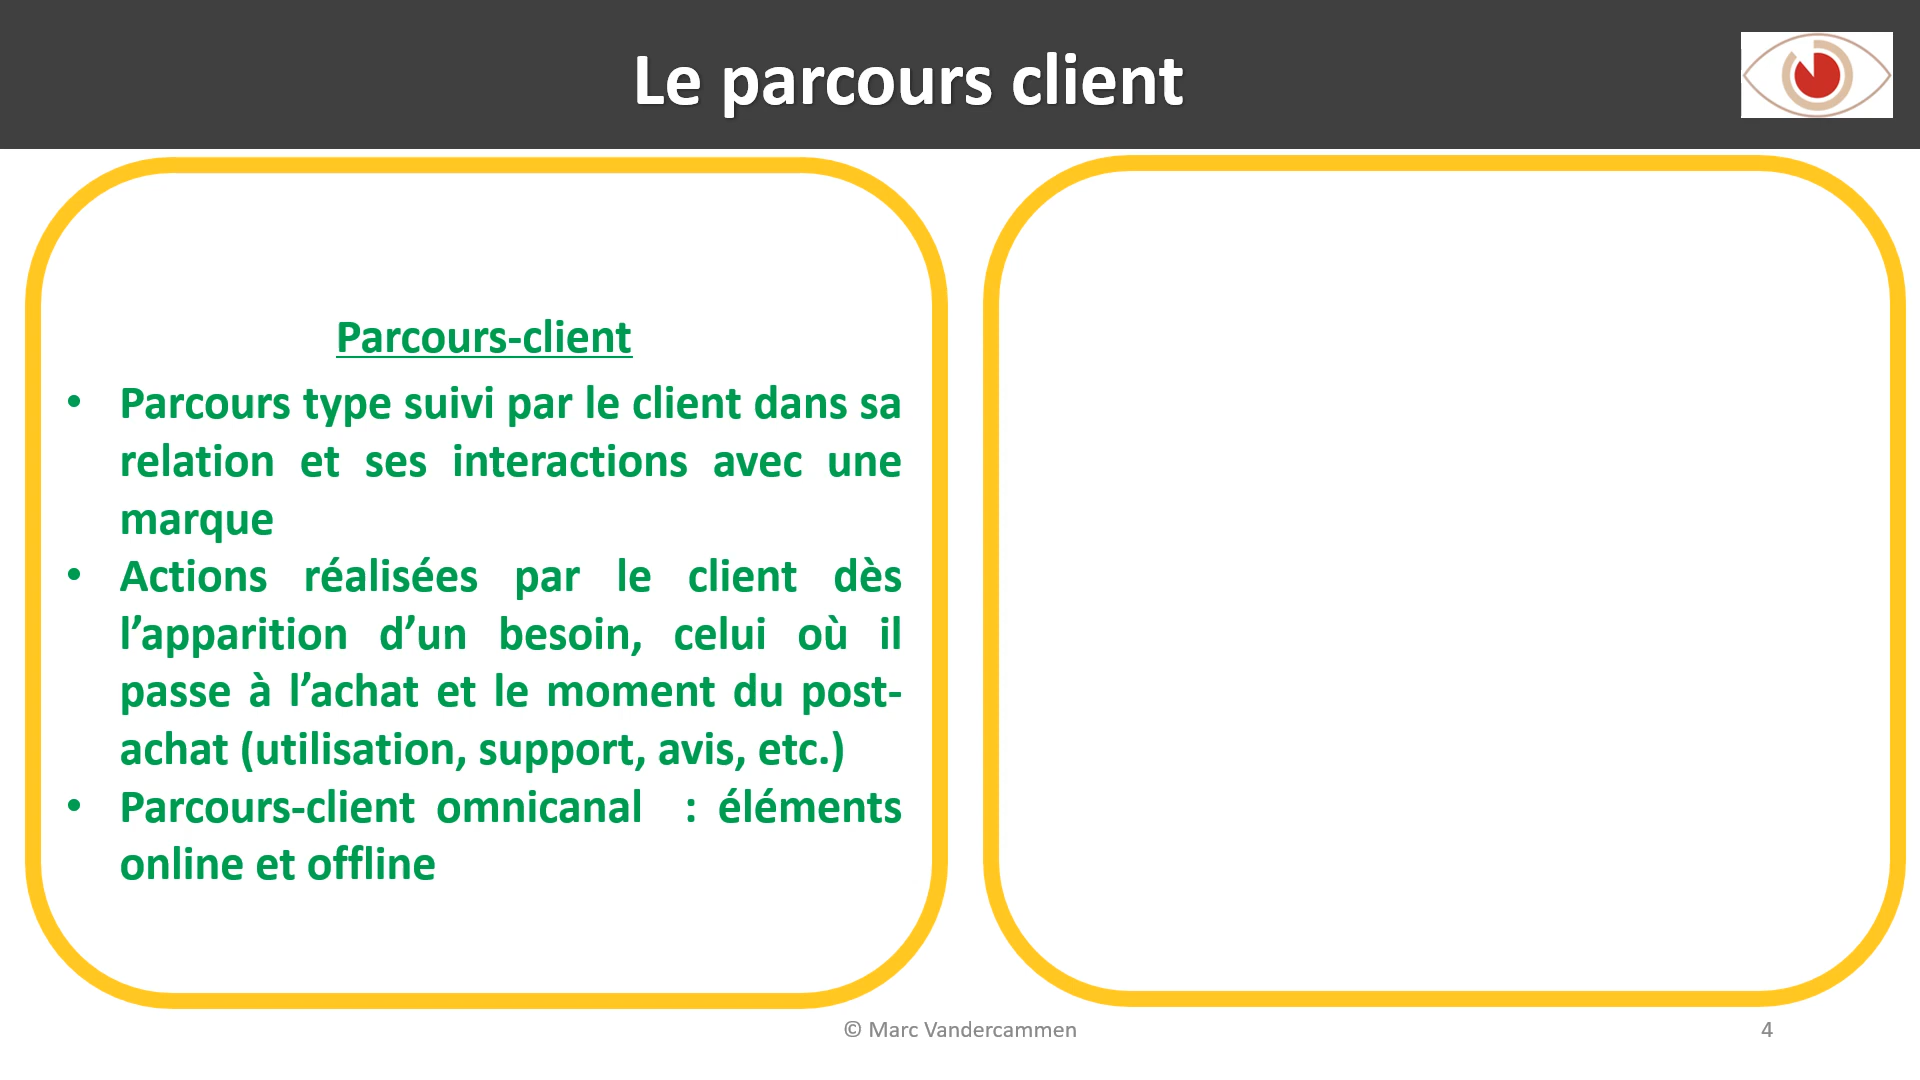 Le parcours client
Parcours-client
• Parcours type suivi par le client dans sa
relation et ses interactions avec une
marque
• Actions réalisées par le client dès
l’apparition d’un besoin, celui où il
passe à l’achat et le moment du post-
achat (utilisation, support, avis, etc.)
• Parcours-client omnicanal : éléments
online et offline
© Marc Vandercammen
4